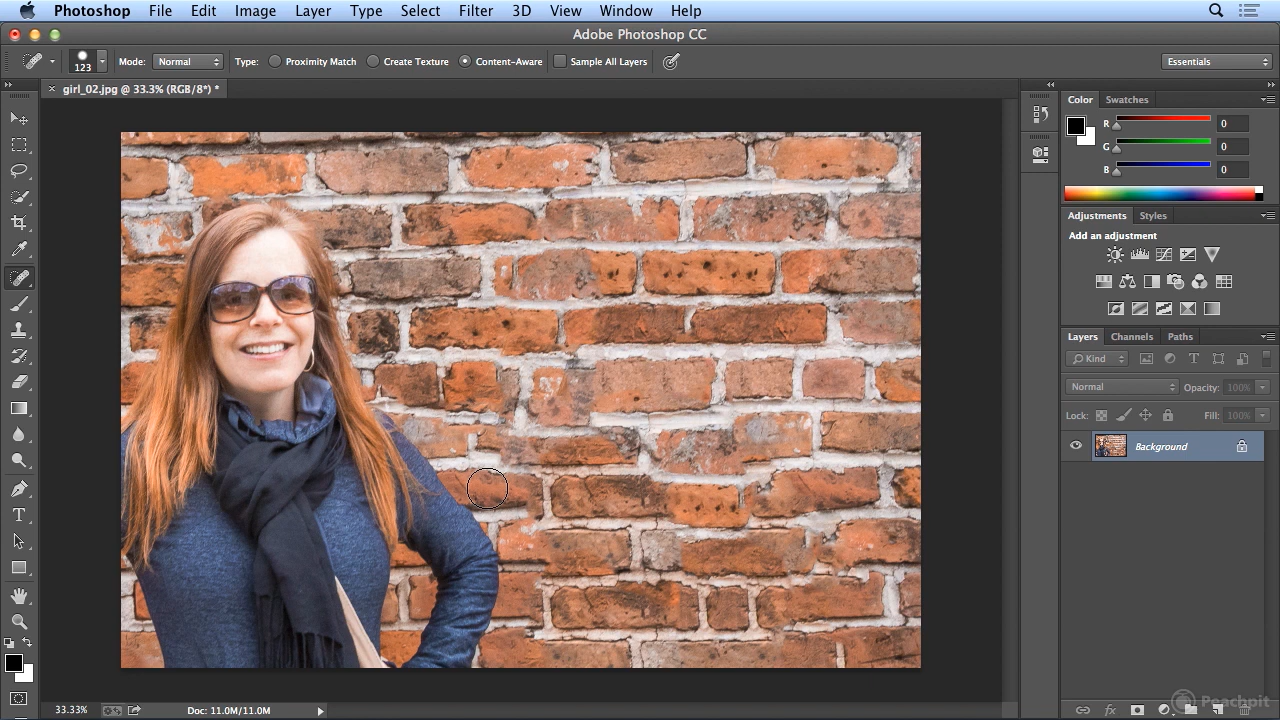 Photoshop File Edit Image Layer Type Select Filter 3D View Window Help
Adobe Photoshop CC
123 Mode: Normal Type: Proximity Match Create Texture Content-Aware Sample All Layers Essentials
girl_02.jpg @ 33.3% (RGB/8*) *
Color Swatches
R 0
G 0
B 0
Adjustments Styles
Add an adjustment
Layers Channels Paths
Kind
Normal Opacity: 100%
Lock: Fill: 100%
Background
33.33% Doc: 11.0M/11.0M
Peachpit